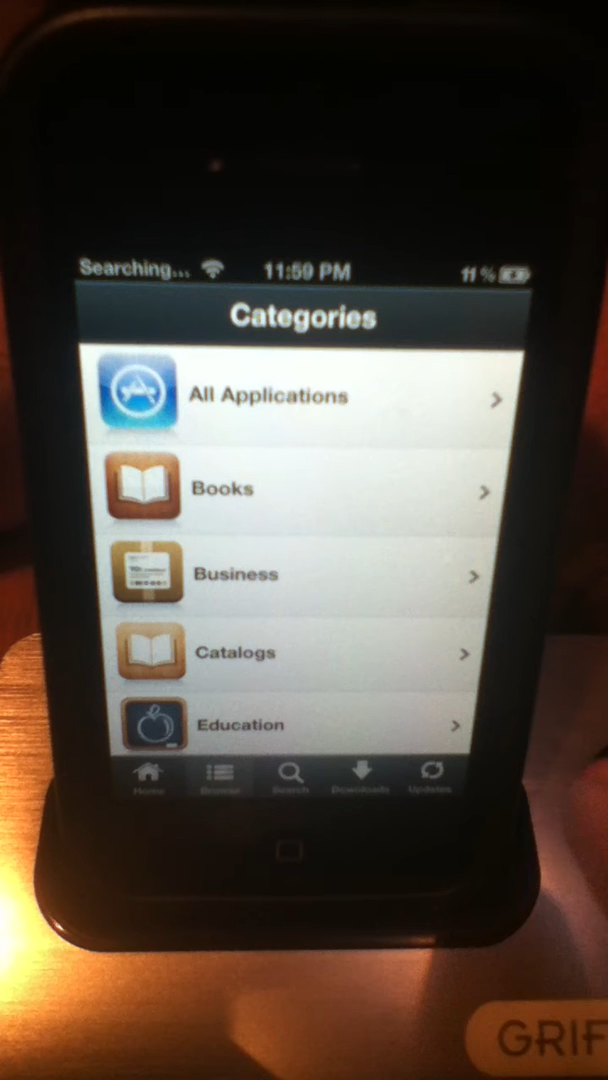 Searching... 11:59 PM 11%
Categories
All Applications
Books
Business
Catalogs
Education
Home Browse Search Downloads Updates
GRIF